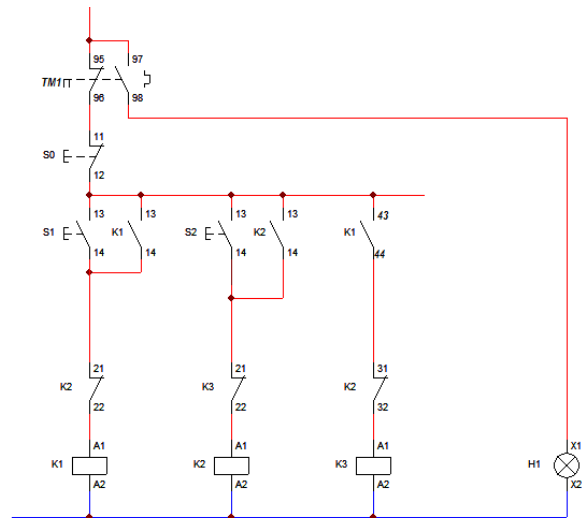 95 97
TM1
96 98
11
S0
12
13 13 13 13 43
S1 K1 S2 K2 K1
14 14 14 14 44
21 21 31
K2 K3 K2
22 22 32
A1 A1 A1 X1
K1 K2 K3 H1
A2 A2 A2 X2